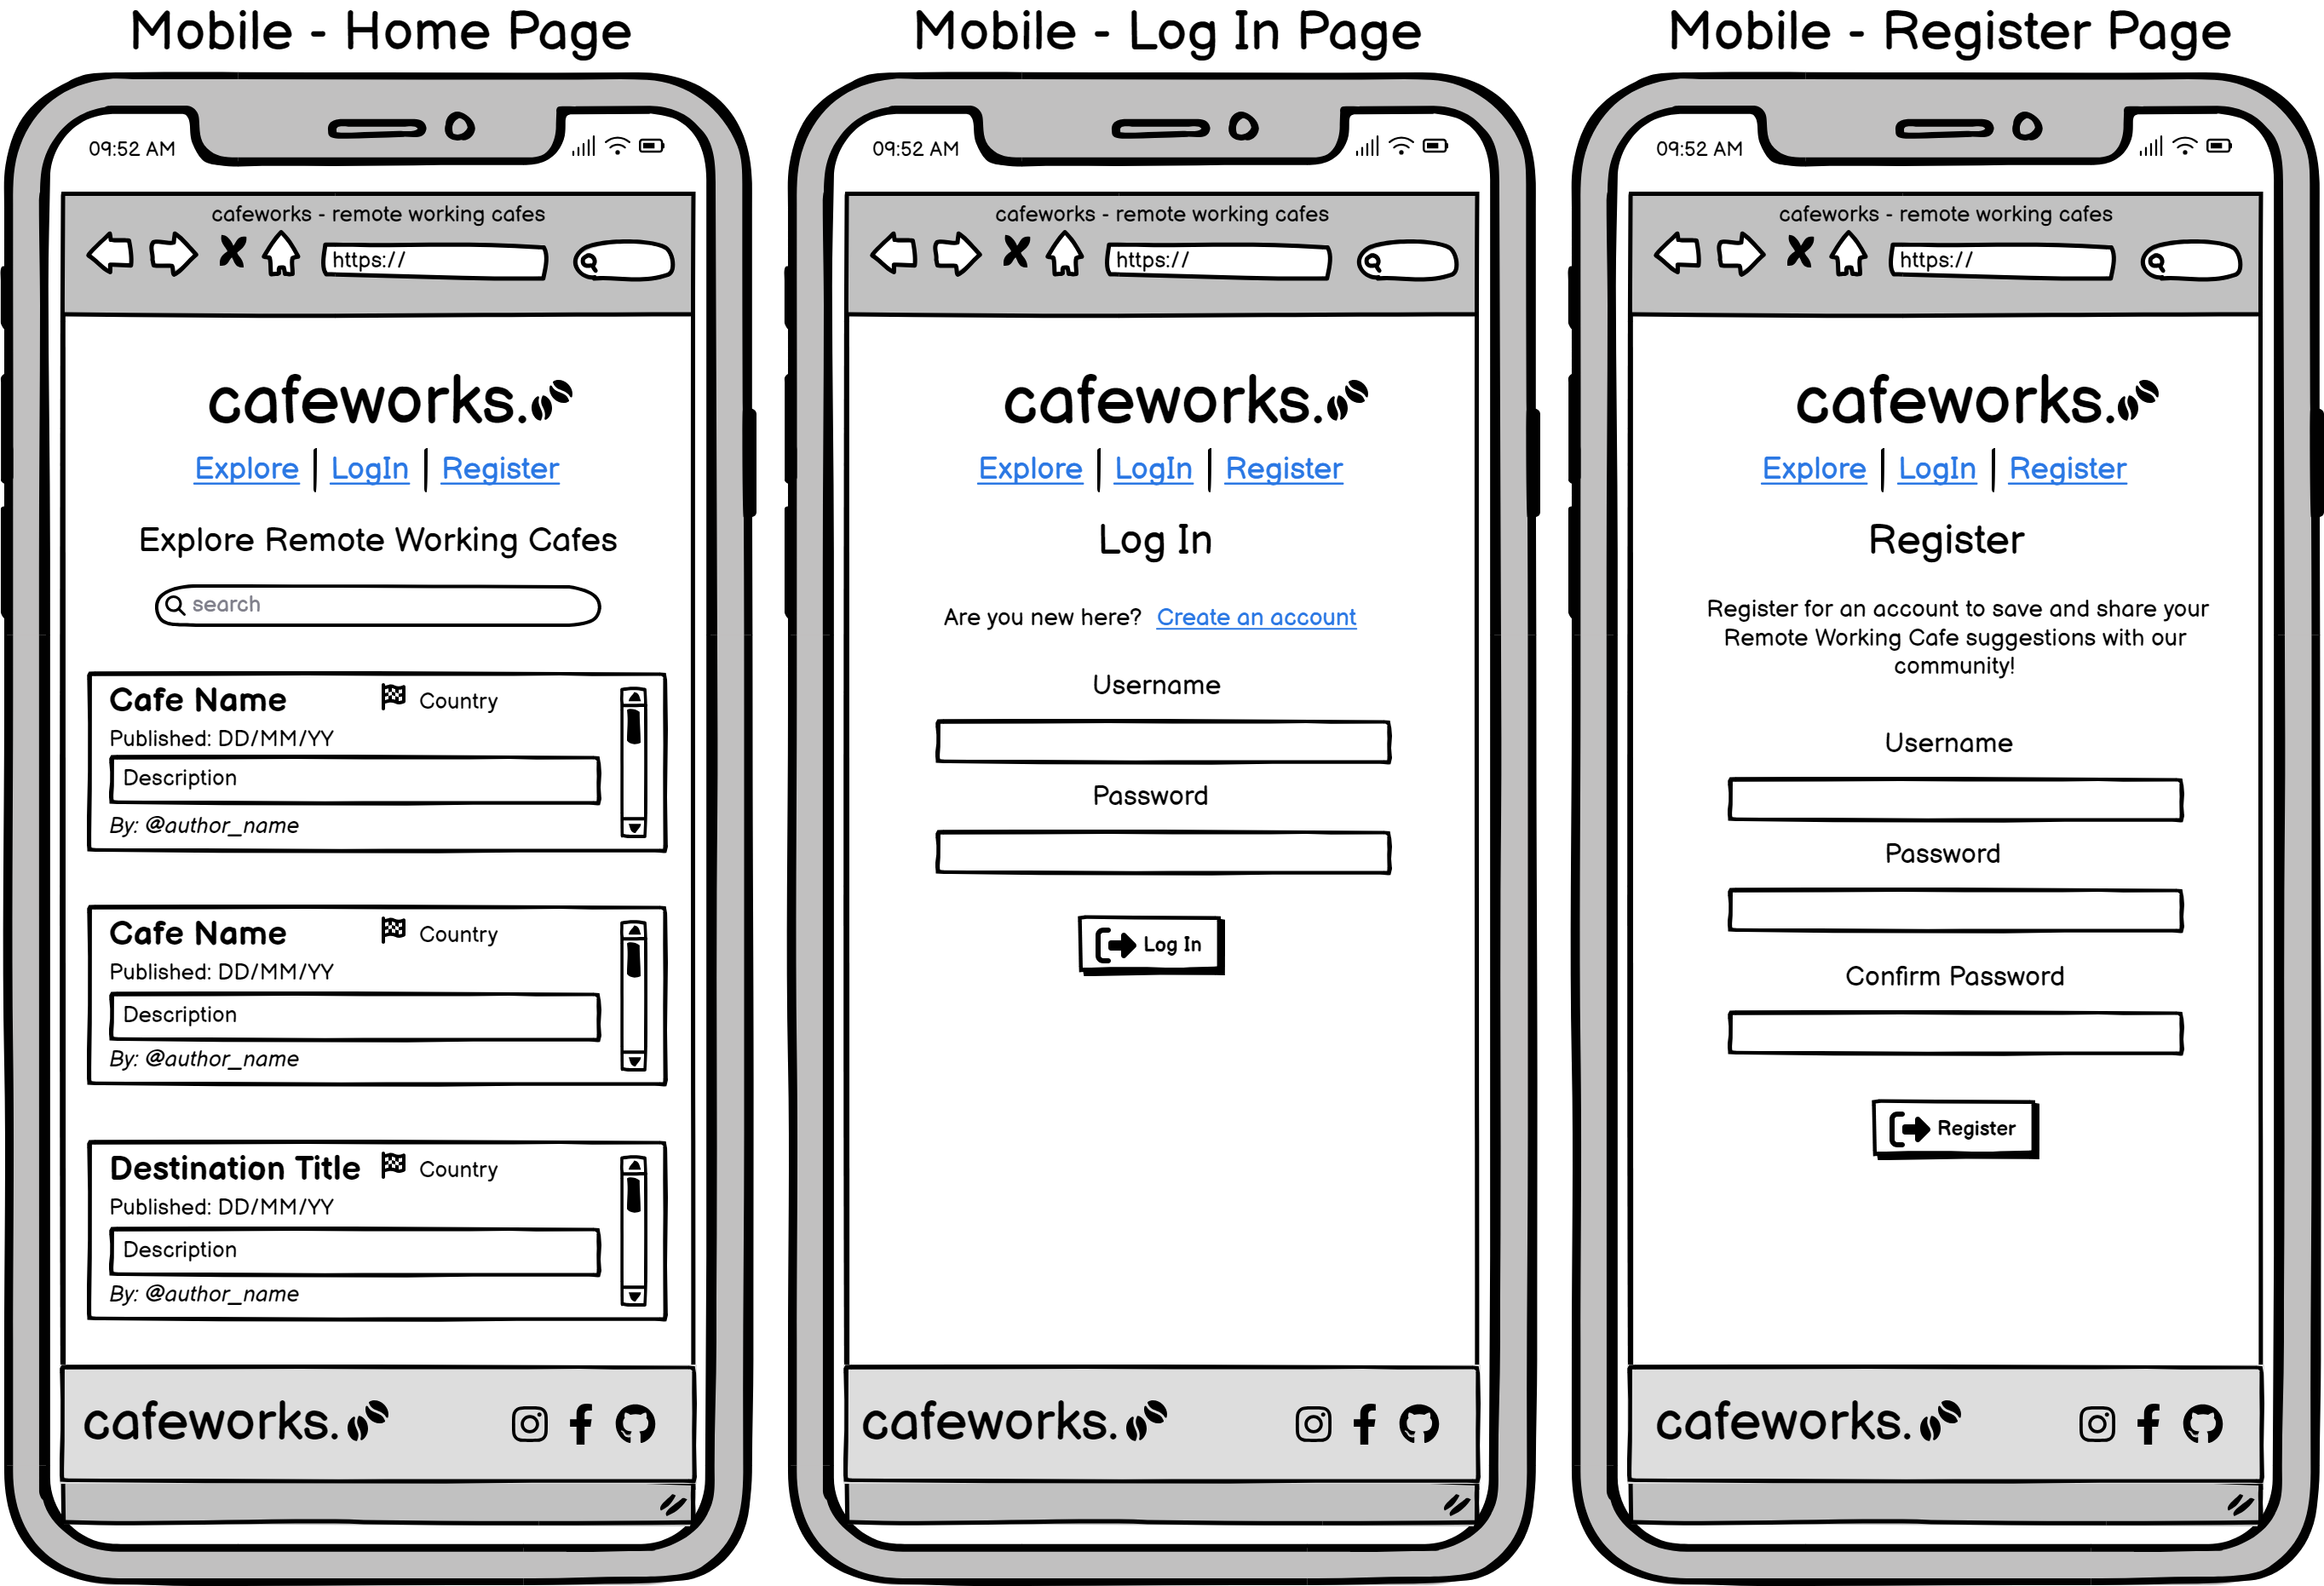 Mobile - Home Page
09:52 AM
cafeworks - remote working cafes
https://
cafeworks.
Explore | LogIn | Register
Explore Remote Working Cafes
search
Cafe Name Country
Published: DD/MM/YY
Description
By: @author_name
Cafe Name Country
Published: DD/MM/YY
Description
By: @author_name
Destination Title Country
Published: DD/MM/YY
Description
By: @author_name
cafeworks.
Mobile - Log In Page
09:52 AM
cafeworks - remote working cafes
https://
cafeworks.
Explore | LogIn | Register
Log In
Are you new here? Create an account
Username
Password
Log In
cafeworks.
Mobile - Register Page
09:52 AM
cafeworks - remote working cafes
https://
cafeworks.
Explore | LogIn | Register
Register
Register for an account to save and share your
Remote Working Cafe suggestions with our
community!
Username
Password
Confirm Password
Register
cafeworks.